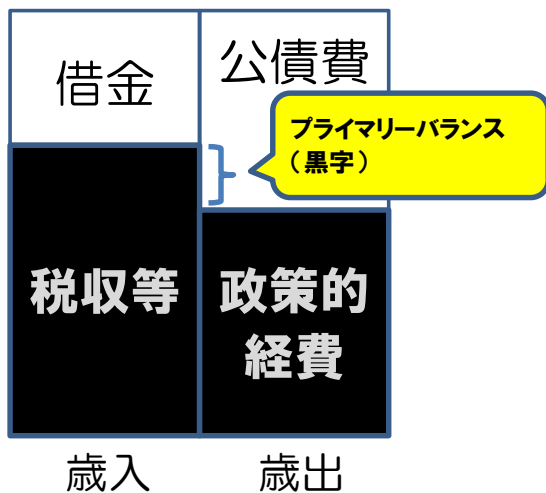 借金
公債費
プライマリーバランス
（黒字）
税収等
政策的
経費
歳入
歳出